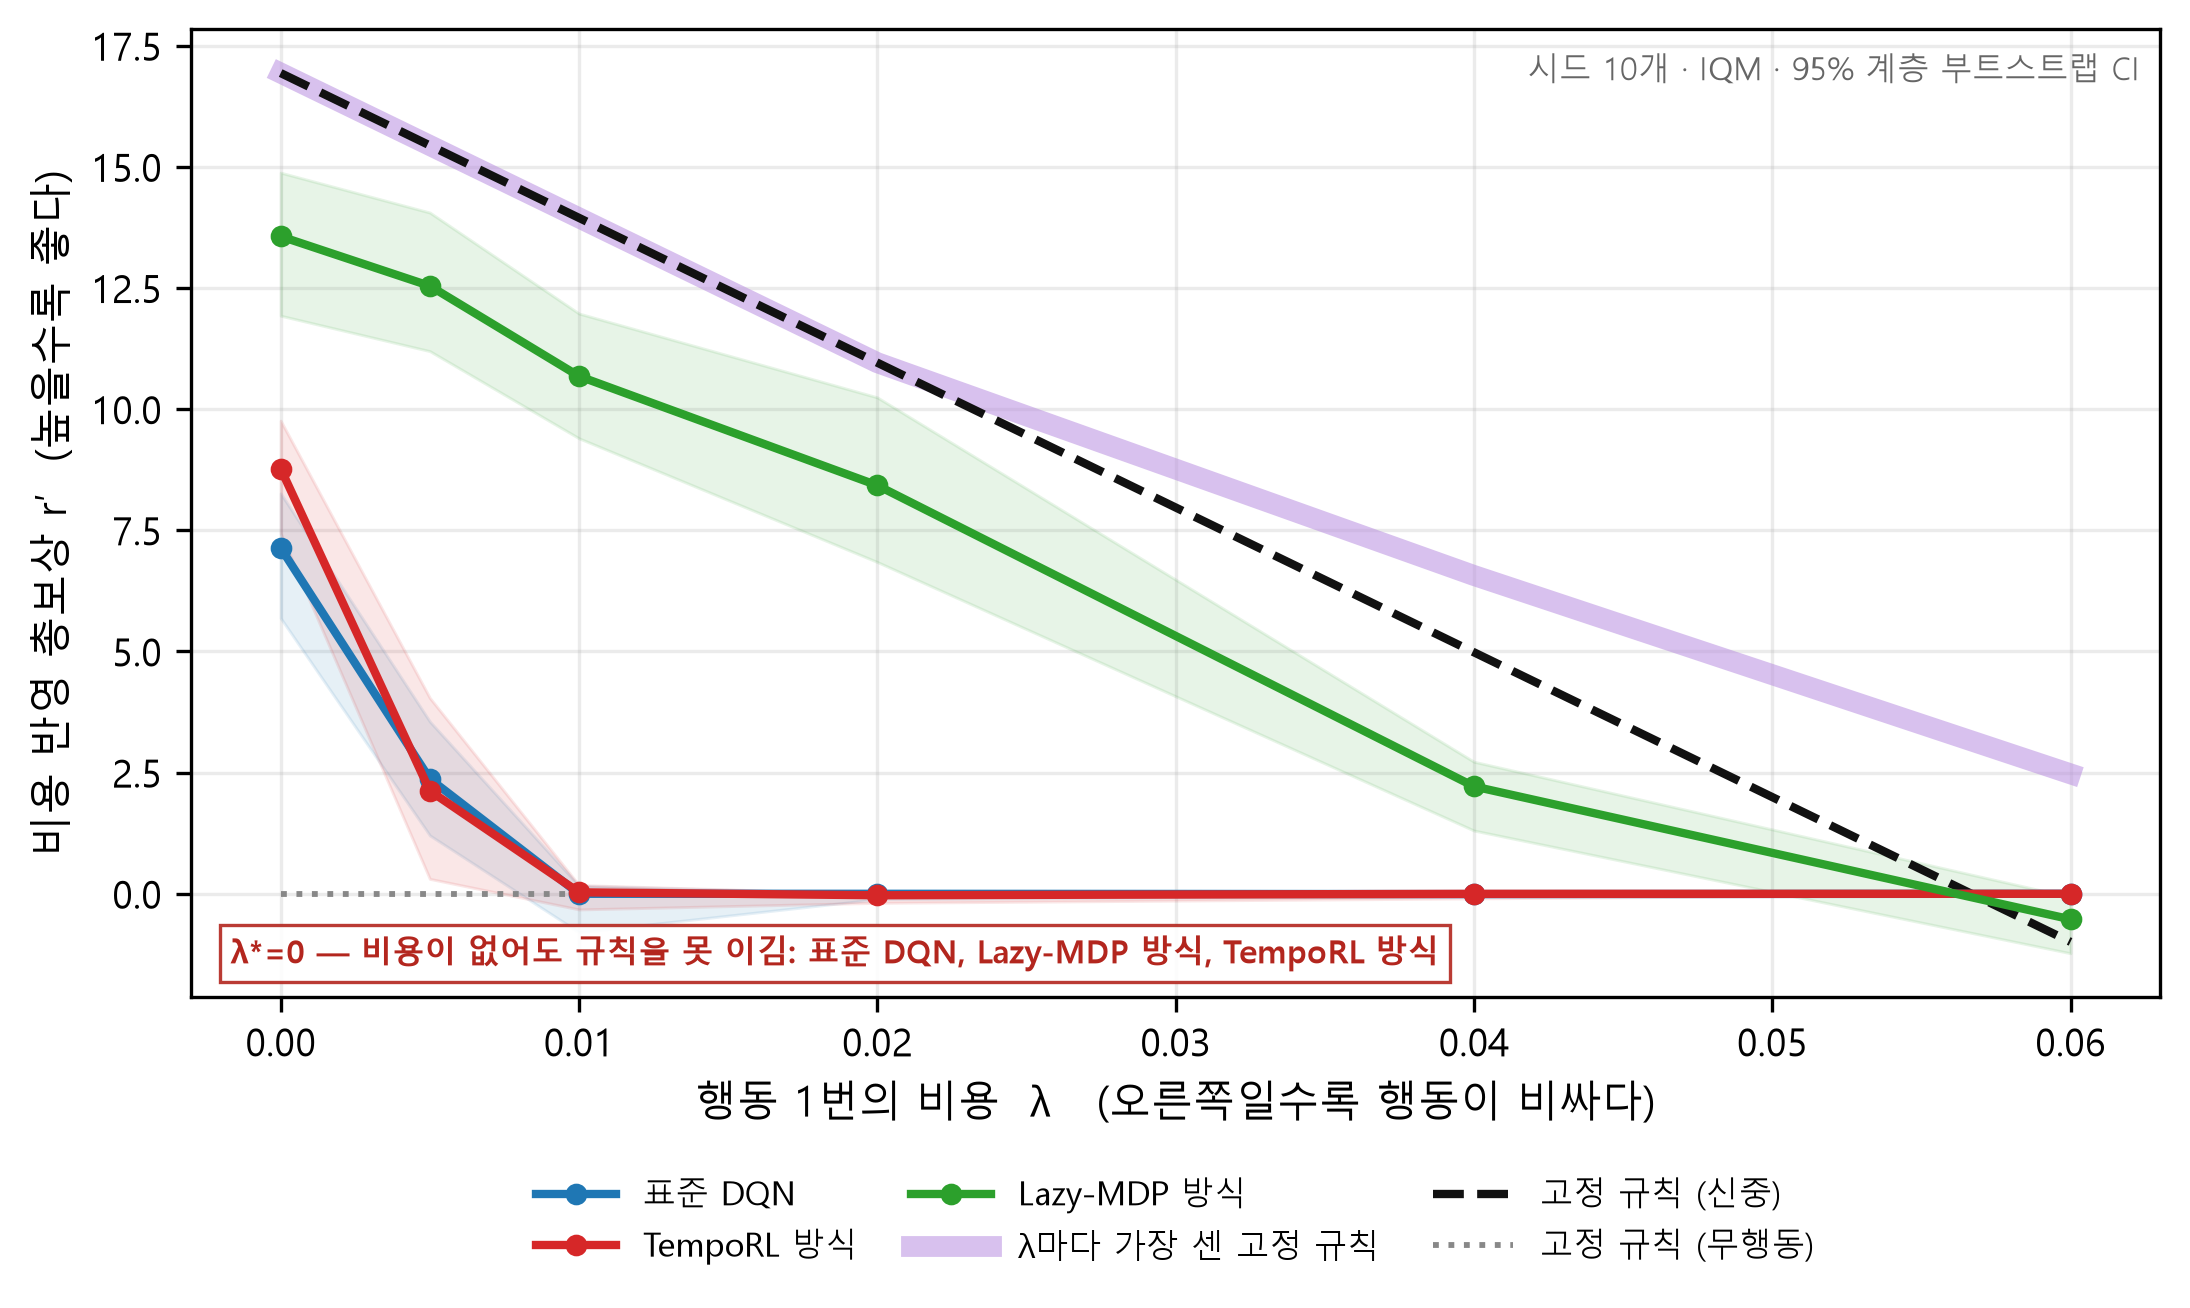 시드 10개 · IQM · 95% 계층 부트스트랩 CI
비용 반영 총보상 r′ (높을수록 좋다)
17.5
15.0
12.5
10.0
7.5
5.0
2.5
0.0
λ*=0 — 비용이 없어도 규칙을 못 이김: 표준 DQN, Lazy-MDP 방식, TempoRL 방식
0.00 0.01 0.02 0.03 0.04 0.05 0.06
행동 1번의 비용 λ (오른쪽일수록 행동이 비싸다)
표준 DQN
TempoRL 방식
Lazy-MDP 방식
λ마다 가장 센 고정 규칙
고정 규칙 (신중)
고정 규칙 (무행동)